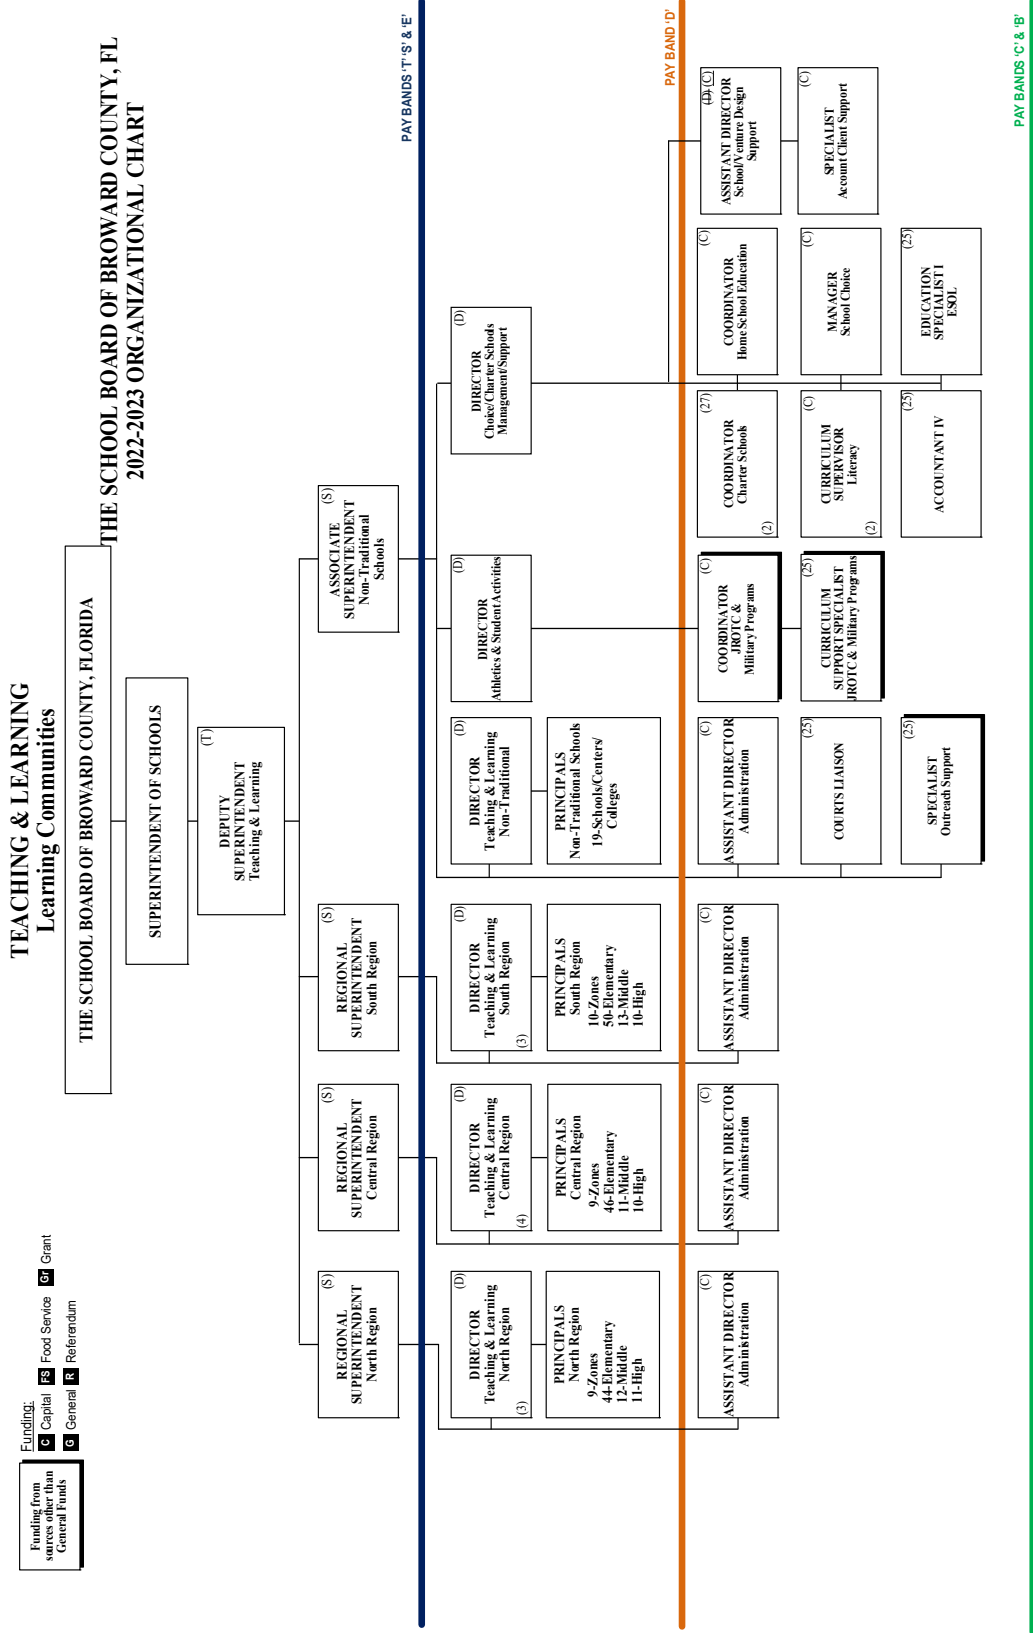 TEACHING & LEARNING
Learning Communities
THE SCHOOL BOARD OF BROWARD COUNTY, FL
2022-2023 ORGANIZATIONAL CHART
Funding from
sources other than
General Funds
Funding:
C Capital FS Food Service Gr Grant
G General R Referendum
THE SCHOOL BOARD OF BROWARD COUNTY, FLORIDA
SUPERINTENDENT OF SCHOOLS
(T)
DEPUTY
SUPERINTENDENT
Teaching & Learning
(S)
REGIONAL
SUPERINTENDENT
North Region
(S)
REGIONAL
SUPERINTENDENT
Central Region
(S)
REGIONAL
SUPERINTENDENT
South Region
(S)
ASSOCIATE
SUPERINTENDENT
Non-Traditional
Schools
PAY BANDS 'T' 'S' & 'E'
(D)
DIRECTOR
Teaching & Learning
North Region
(3)
(D)
DIRECTOR
Teaching & Learning
Central Region
(4)
(D)
DIRECTOR
Teaching & Learning
South Region
(3)
(D)
DIRECTOR
Teaching & Learning
Non-Traditional
(D)
DIRECTOR
Athletics & Student Activities
(D)
DIRECTOR
Choice/Charter Schools
Management/Support
PRINCIPALS
North Region
9-Zones
44-Elementary
12-Middle
11-High
PRINCIPALS
Central Region
9-Zones
46-Elementary
11-Middle
10-High
PRINCIPALS
South Region
10-Zones
50-Elementary
13-Middle
10-High
PRINCIPALS
Non-Traditional Schools
19-Schools/Centers/
Colleges
PAY BAND 'D'
(C)
ASSISTANT DIRECTOR
Administration
(C)
ASSISTANT DIRECTOR
Administration
(C)
ASSISTANT DIRECTOR
Administration
(C)
ASSISTANT DIRECTOR
Administration
(C)
COORDINATOR
JROTC &
Military Programs
(27)
COORDINATOR
Charter Schools
(2)
(C)
COORDINATOR
Home School Education
(D) (C)
ASSISTANT DIRECTOR
School/Venture Design
Support
(25)
COURTS LIAISON
(25)
CURRICULUM
SUPPORT SPECIALIST
JROTC & Military Programs
(C)
CURRICULUM
SUPERVISOR
Literacy
(2)
(C)
MANAGER
School Choice
(C)
SPECIALIST
Account Client Support
(25)
SPECIALIST
Outreach Support
(25)
ACCOUNTANT IV
(25)
EDUCATION
SPECIALIST I
ESOL
PAY BANDS 'C' & 'B'